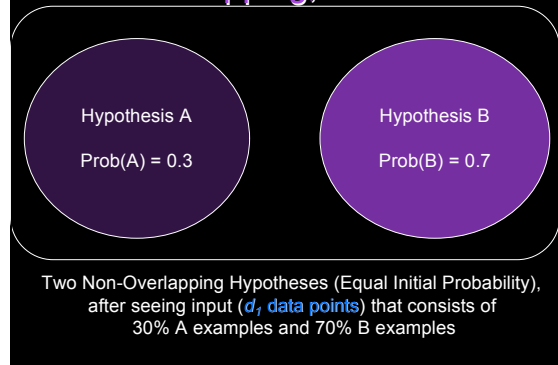 Hypothesis A
Prob(A) = 0.3
Hypothesis B
Prob(B) = 0.7
Two Non-Overlapping Hypotheses (Equal Initial Probability),
after seeing input (d₁ data points) that consists of
30% A examples and 70% B examples